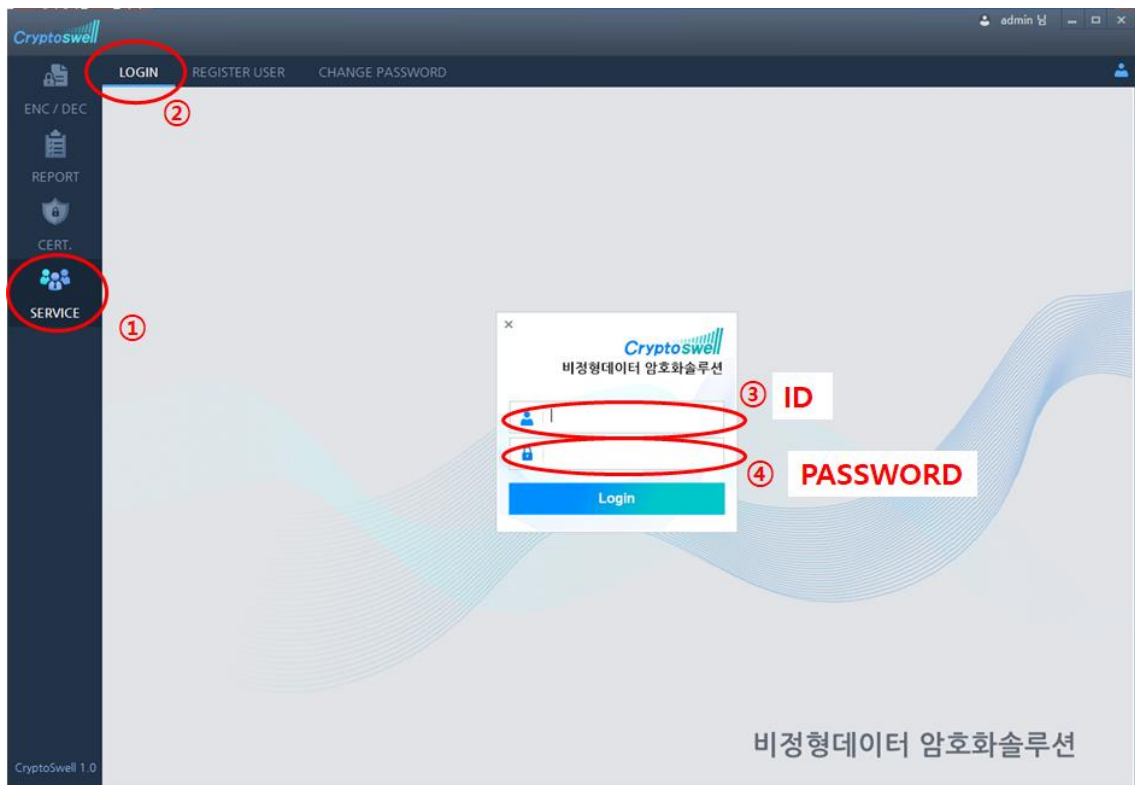 Cryptoswell
admin 님
LOGIN REGISTER USER CHANGE PASSWORD
②
ENC / DEC
REPORT
CERT.
SERVICE
①
Cryptoswell
비정형데이터 암호화솔루션
③ ID
④ PASSWORD
Login
비정형데이터 암호화솔루션
CryptoSwell 1.0